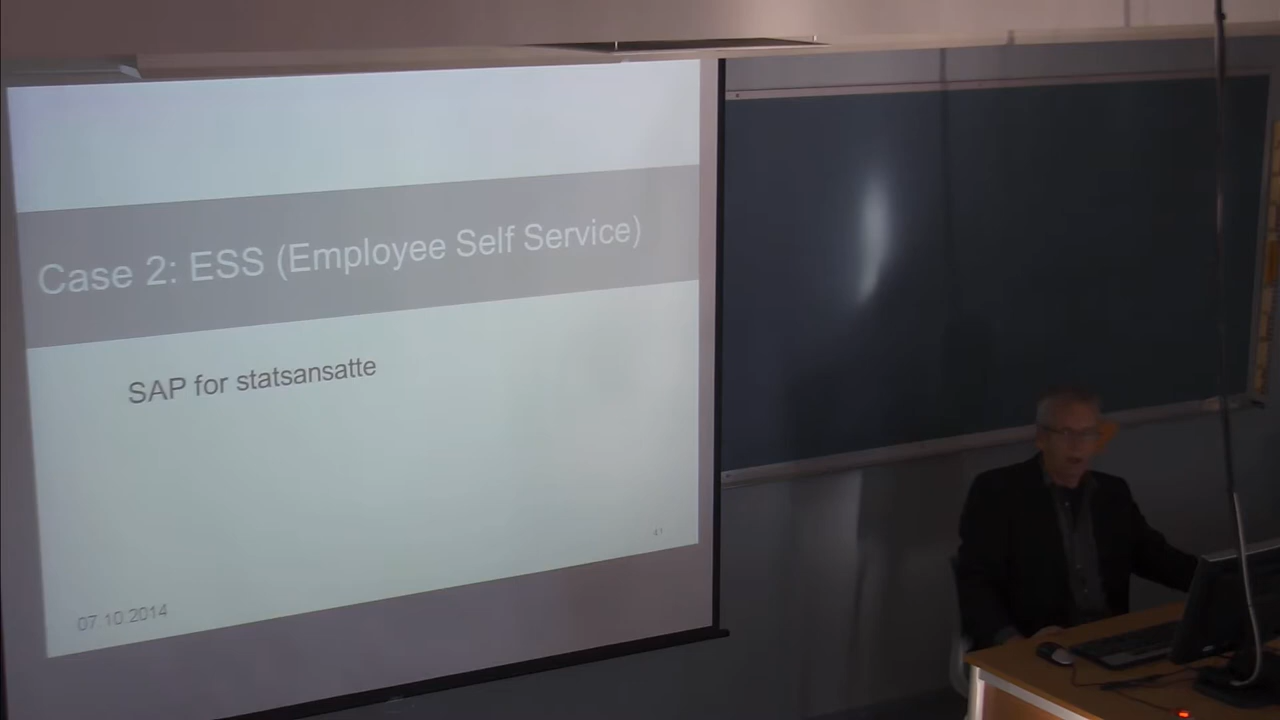 Case 2: ESS (Employee Self Service)
SAP for statsansatte
41
07.10.2014